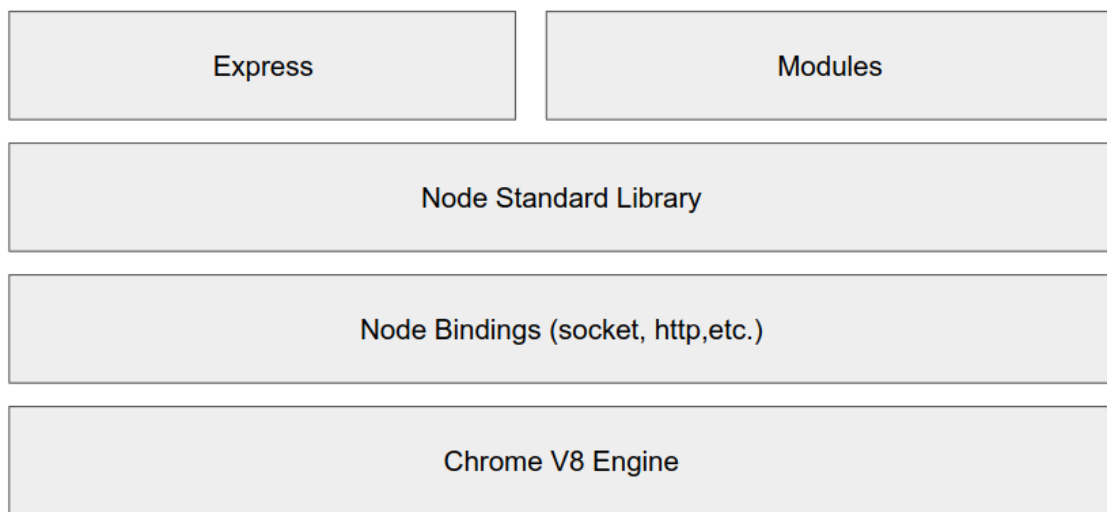 Express
Modules
Node Standard Library
Node Bindings (socket, http,etc.)
Chrome V8 Engine